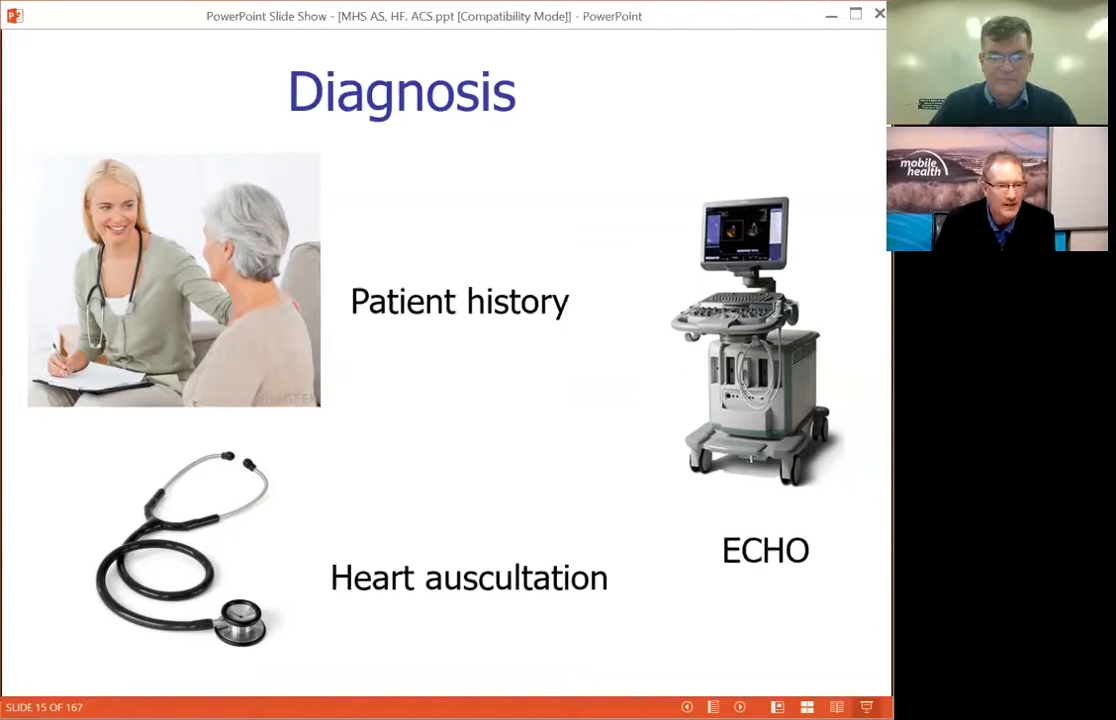 PowerPoint Slide Show - [MHS AS, HF, ACS.ppt [Compatibility Mode]] - PowerPoint
Diagnosis
mobile
health
Patient history
ECHO
Heart auscultation
SLIDE 15 OF 167